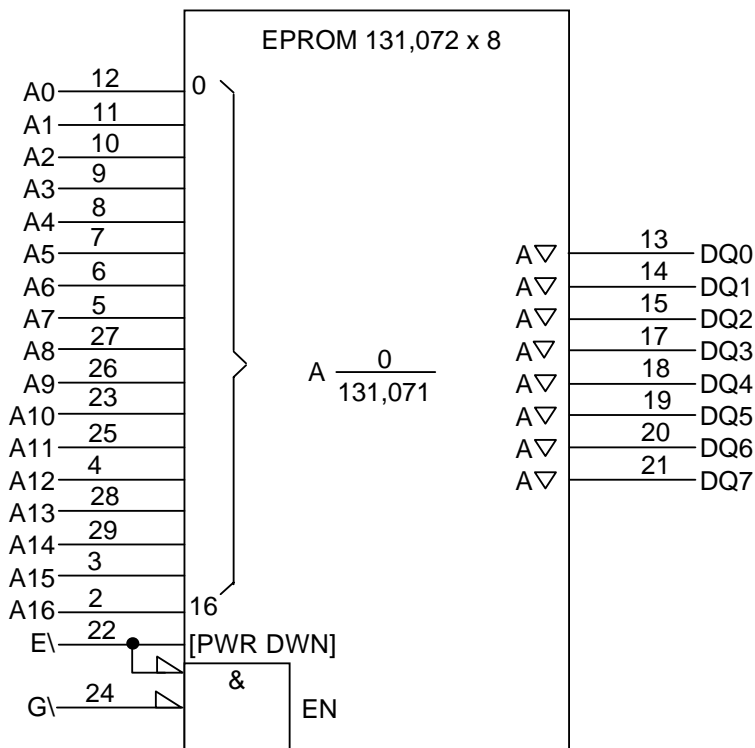 EPROM 131,072 x 8
A0 12 0
A1 11
A2 10
A3 9
A4 8
A5 7 A 13 DQ0
A6 6 A 14 DQ1
A7 5 A 15 DQ2
A8 27 A 17 DQ3
A9 26 A 0 A 18 DQ4
A10 23 131,071 A 19 DQ5
A11 25 A 20 DQ6
A12 4 A 21 DQ7
A13 28
A14 29
A15 3
A16 2 16
E\ 22 [PWR DWN]
&
G\ 24 EN